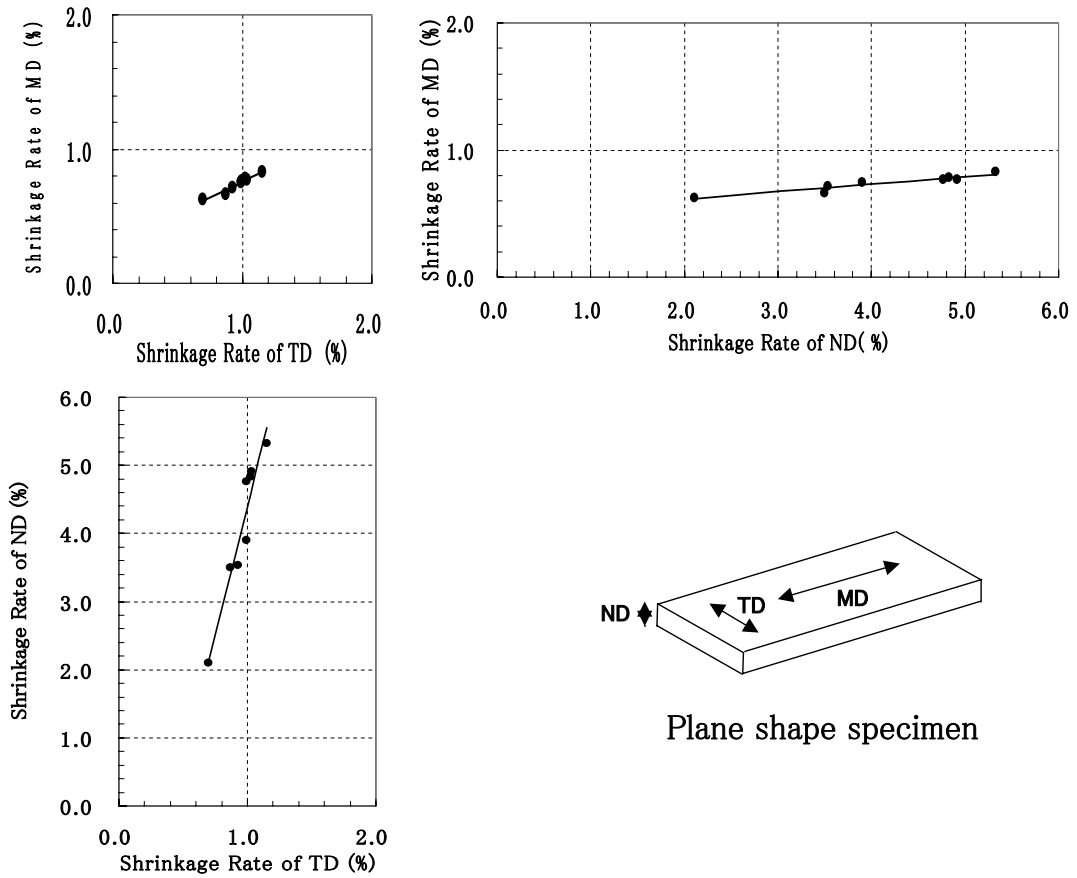 Shrinkage Rate of MD (%)
2.0
1.0
0.0
0.0 1.0 2.0
Shrinkage Rate of TD (%)
Shrinkage Rate of MD (%)
2.0
1.0
0.0
0.0 1.0 2.0 3.0 4.0 5.0 6.0
Shrinkage Rate of ND( %)
Shrinkage Rate of ND (%)
6.0
5.0
4.0
3.0
2.0
1.0
0.0
0.0 1.0 2.0
Shrinkage Rate of TD (%)
ND TD MD
Plane shape specimen